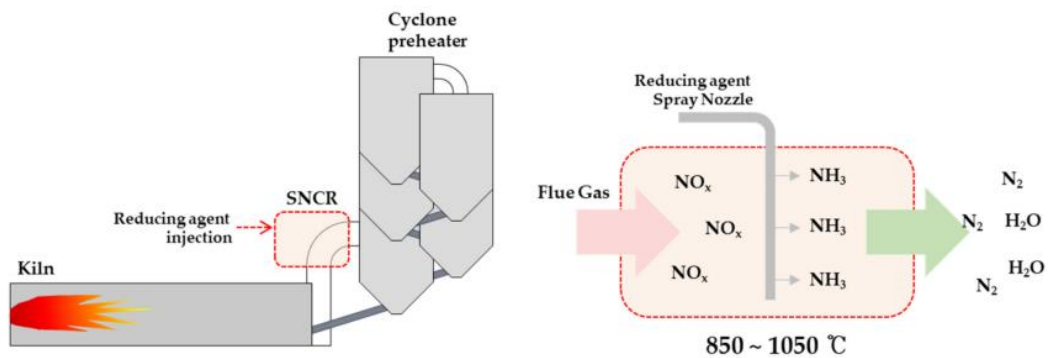 Cyclone
preheater
SNCR
Reducing agent
injection
Kiln
Reducing agent
Spray Nozzle
Flue Gas
NOₓ
NOₓ
NOₓ
NH₃
NH₃
NH₃
N₂
N₂
H₂O
H₂O
N₂
850 ~ 1050 ℃